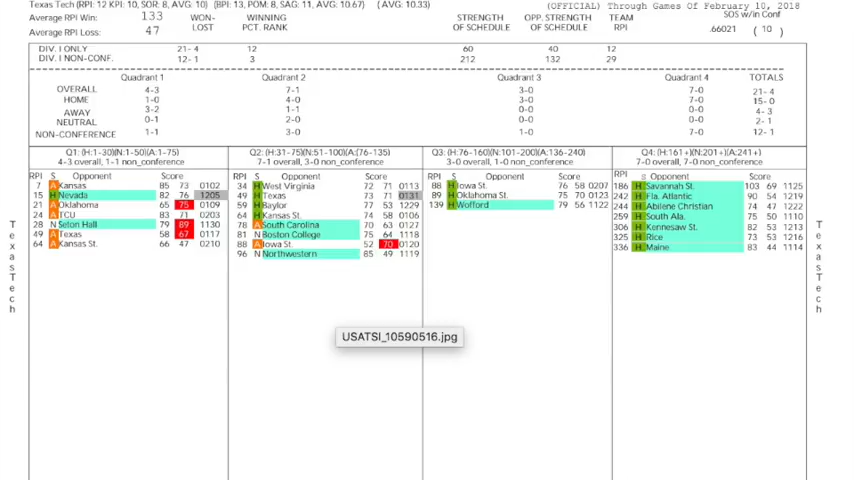 Texas Tech (RPI: 12 KPI: 10, SOR: 8, AVG: 10) (BPI: 13, POM: 8, SAG: 11, AVG: 10.67) (AVG: 10.33) (OFFICIAL) Through Games Of February 10, 2018
Average RPI Win: 133 WON-LOST WINNING PCT. RANK STRENGTH OF SCHEDULE OPP. STRENGTH OF SCHEDULE TEAM RPI SOS w/in Conf
Average RPI Loss: 47 .66021 ( 10 )
DIV. I ONLY 21- 4 12 60 40 12
DIV. I NON-CONF. 12- 1 3 212 132 29
Quadrant 1 Quadrant 2 Quadrant 3 Quadrant 4 TOTALS
OVERALL 4-3 7-1 3-0 7-0 21- 4
HOME 1-0 4-0 3-0 7-0 15- 0
AWAY 3-2 1-1 0-0 0-0 4- 3
NEUTRAL 0-1 2-0 0-0 0-0 2- 1
NON-CONFERENCE 1-1 3-0 1-0 7-0 12- 1
Q1: (H:1-30)(N:1-50)(A:1-75) Q2: (H:31-75)(N:51-100)(A:(76-135) Q3: (H:76-160)(N:101-200)(A:136-240) Q4: (H:161+)(N:201+)(A:241+)
4-3 overall, 1-1 non_conference 7-1 overall, 3-0 non_conference 3-0 overall, 1-0 non_conference 7-0 overall, 7-0 non_conference
RPI S Opponent Score
7 A Kansas 85 73 0102
15 H Nevada 82 76 1205
21 A Oklahoma 65 75 0109
24 A TCU 83 71 0203
28 N Seton Hall 79 89 1130
49 A Texas 58 67 0117
64 A Kansas St. 66 47 0210
RPI S Opponent Score
34 H West Virginia 72 71 0113
49 H Texas 73 71 0131
59 H Baylor 77 53 1229
64 H Kansas St. 74 58 0106
78 A South Carolina 70 63 0127
81 N Boston College 75 64 1118
88 A Iowa St. 52 70 0120
96 N Northwestern 85 49 1119
RPI S Opponent Score
88 H Iowa St. 76 58 0207
89 H Oklahoma St. 75 70 0123
139 H Wofford 79 56 1122
RPI S Opponent Score
186 H Savannah St. 103 69 1125
242 H Fla. Atlantic 90 54 1219
244 H Abilene Christian 74 47 1222
259 H South Ala. 75 50 1110
306 H Kennesaw St. 82 53 1213
325 H Rice 73 53 1216
336 H Maine 83 44 1114
TexasTech
TexasTech
USATSI_10590516.jpg